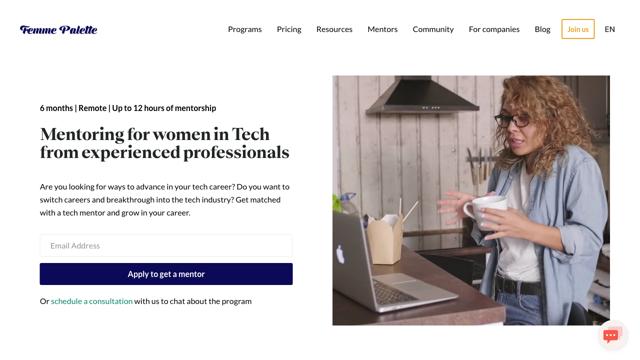 Femme Palette
Programs Pricing Resources Mentors Community For companies Blog Join us EN
6 months | Remote | Up to 12 hours of mentorship
Mentoring for women in Tech
from experienced professionals
Are you looking for ways to advance in your tech career? Do you want to
switch careers and breakthrough into the tech industry? Get matched
with a tech mentor and grow in your career.
Email Address
Apply to get a mentor
Or schedule a consultation with us to chat about the program